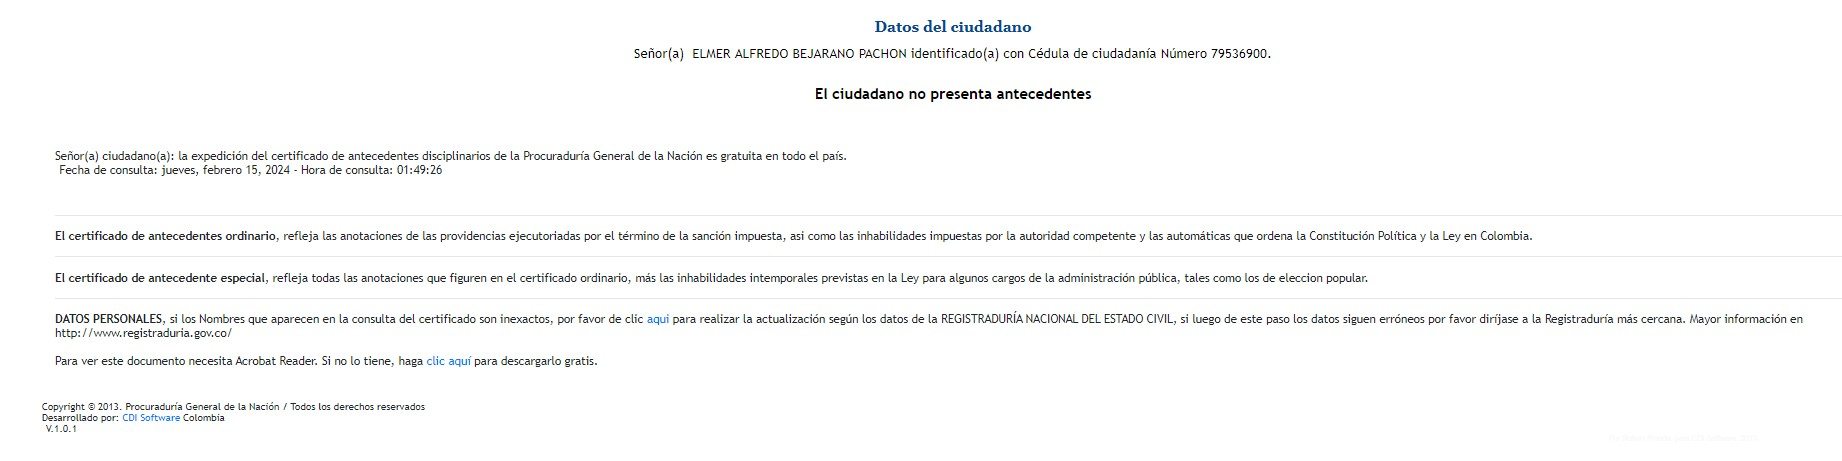 Datos del ciudadano
Señor(a) ELMER ALFREDO BEJARANO PACHON identificado(a) con Cédula de ciudadanía Número 79536900.
El ciudadano no presenta antecedentes
Señor(a) ciudadano(a): la expedición del certificado de antecedentes disciplinarios de la Procuraduría General de la Nación es gratuita en todo el país.
Fecha de consulta: jueves, febrero 15, 2024 - Hora de consulta: 01:49:26
El certificado de antecedentes ordinario, refleja las anotaciones de las providencias ejecutoriadas por el término de la sanción impuesta, asi como las inhabilidades impuestas por la autoridad competente y las automáticas que ordena la Constitución Política y la Ley en Colombia.
El certificado de antecedente especial, refleja todas las anotaciones que figuren en el certificado ordinario, más las inhabilidades intemporales previstas en la Ley para algunos cargos de la administración pública, tales como los de eleccion popular.
DATOS PERSONALES, si los Nombres que aparecen en la consulta del certificado son inexactos, por favor de clic aqui para realizar la actualización según los datos de la REGISTRADURÍA NACIONAL DEL ESTADO CIVIL, si luego de este paso los datos siguen erróneos por favor diríjase a la Registraduría más cercana. Mayor información en
http://www.registraduria.gov.co/
Para ver este documento necesita Acrobat Reader. Si no lo tiene, haga clic aquí para descargarlo gratis.
Copyright © 2013. Procuraduría General de la Nación / Todos los derechos reservados
Desarrollado por: CDI Software Colombia
V.1.0.1